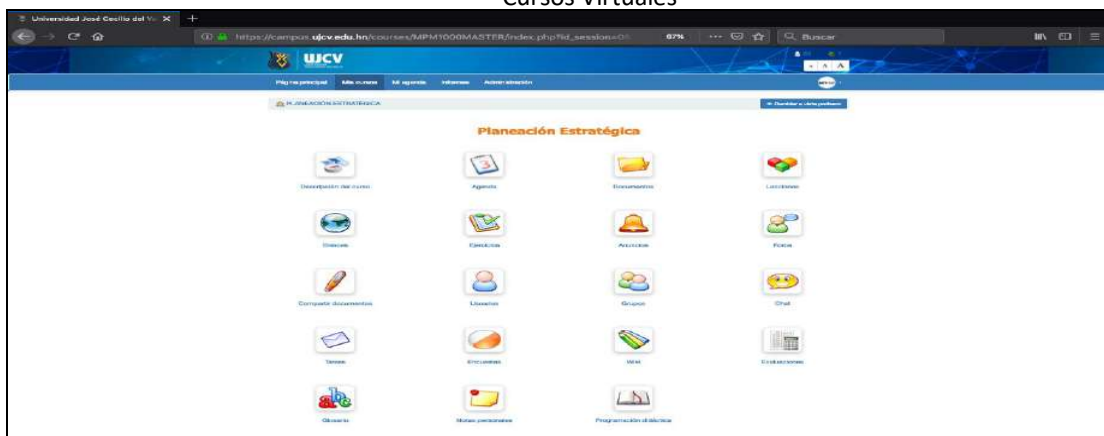 Cursos Virtuales
Universidad José Cecilio del V
https://campus.ujcv.edu.hn/courses/MPM1000MASTER/index.php?id_session=0
67%
Buscar
UJCV
A A
Página principal Mis cursos Mi agenda Informes Administración
PLANEACIÓN ESTRATÉGICA
Cambiar a vista
Planeación Estratégica
Descripción del curso Agenda Documentos Lecciones
Enlaces Ejercicios Anuncios Foros
Compartir documentos Usuarios Grupos Chat
Tareas Encuestas Wiki Evaluaciones
Glosario Notas personales Programación didáctica